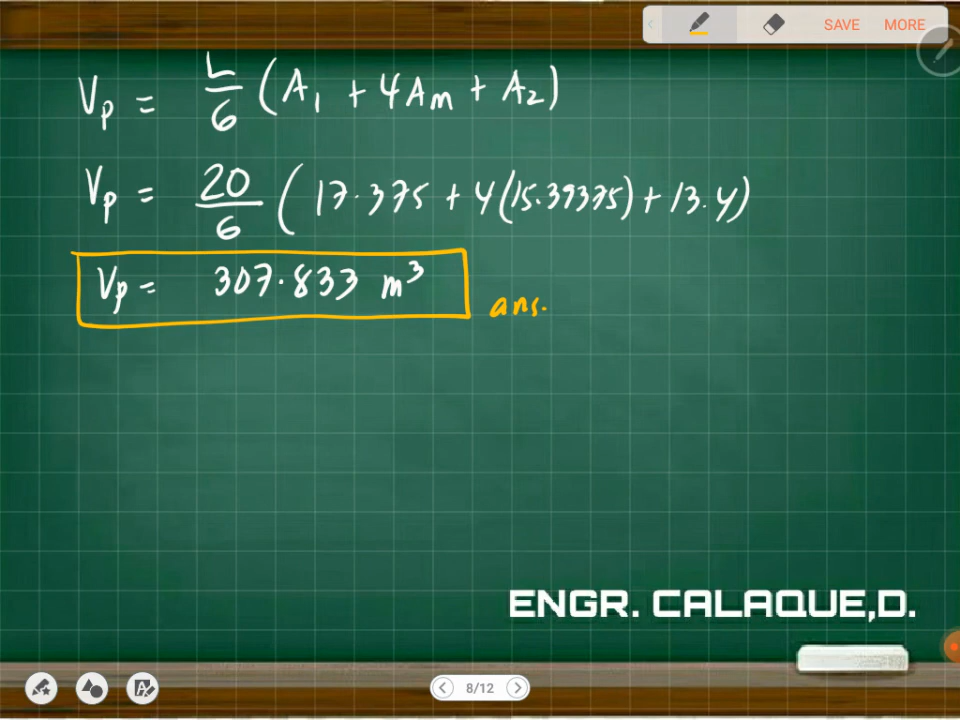 SAVE MORE
Vp = L/6 (A1 + 4Am + A2)
Vp = 20/6 (17.375 + 4(15.39375) + 13.4)
Vp = 307.833 m³
ans.
ENGR. CALAQUE,D.
8/12